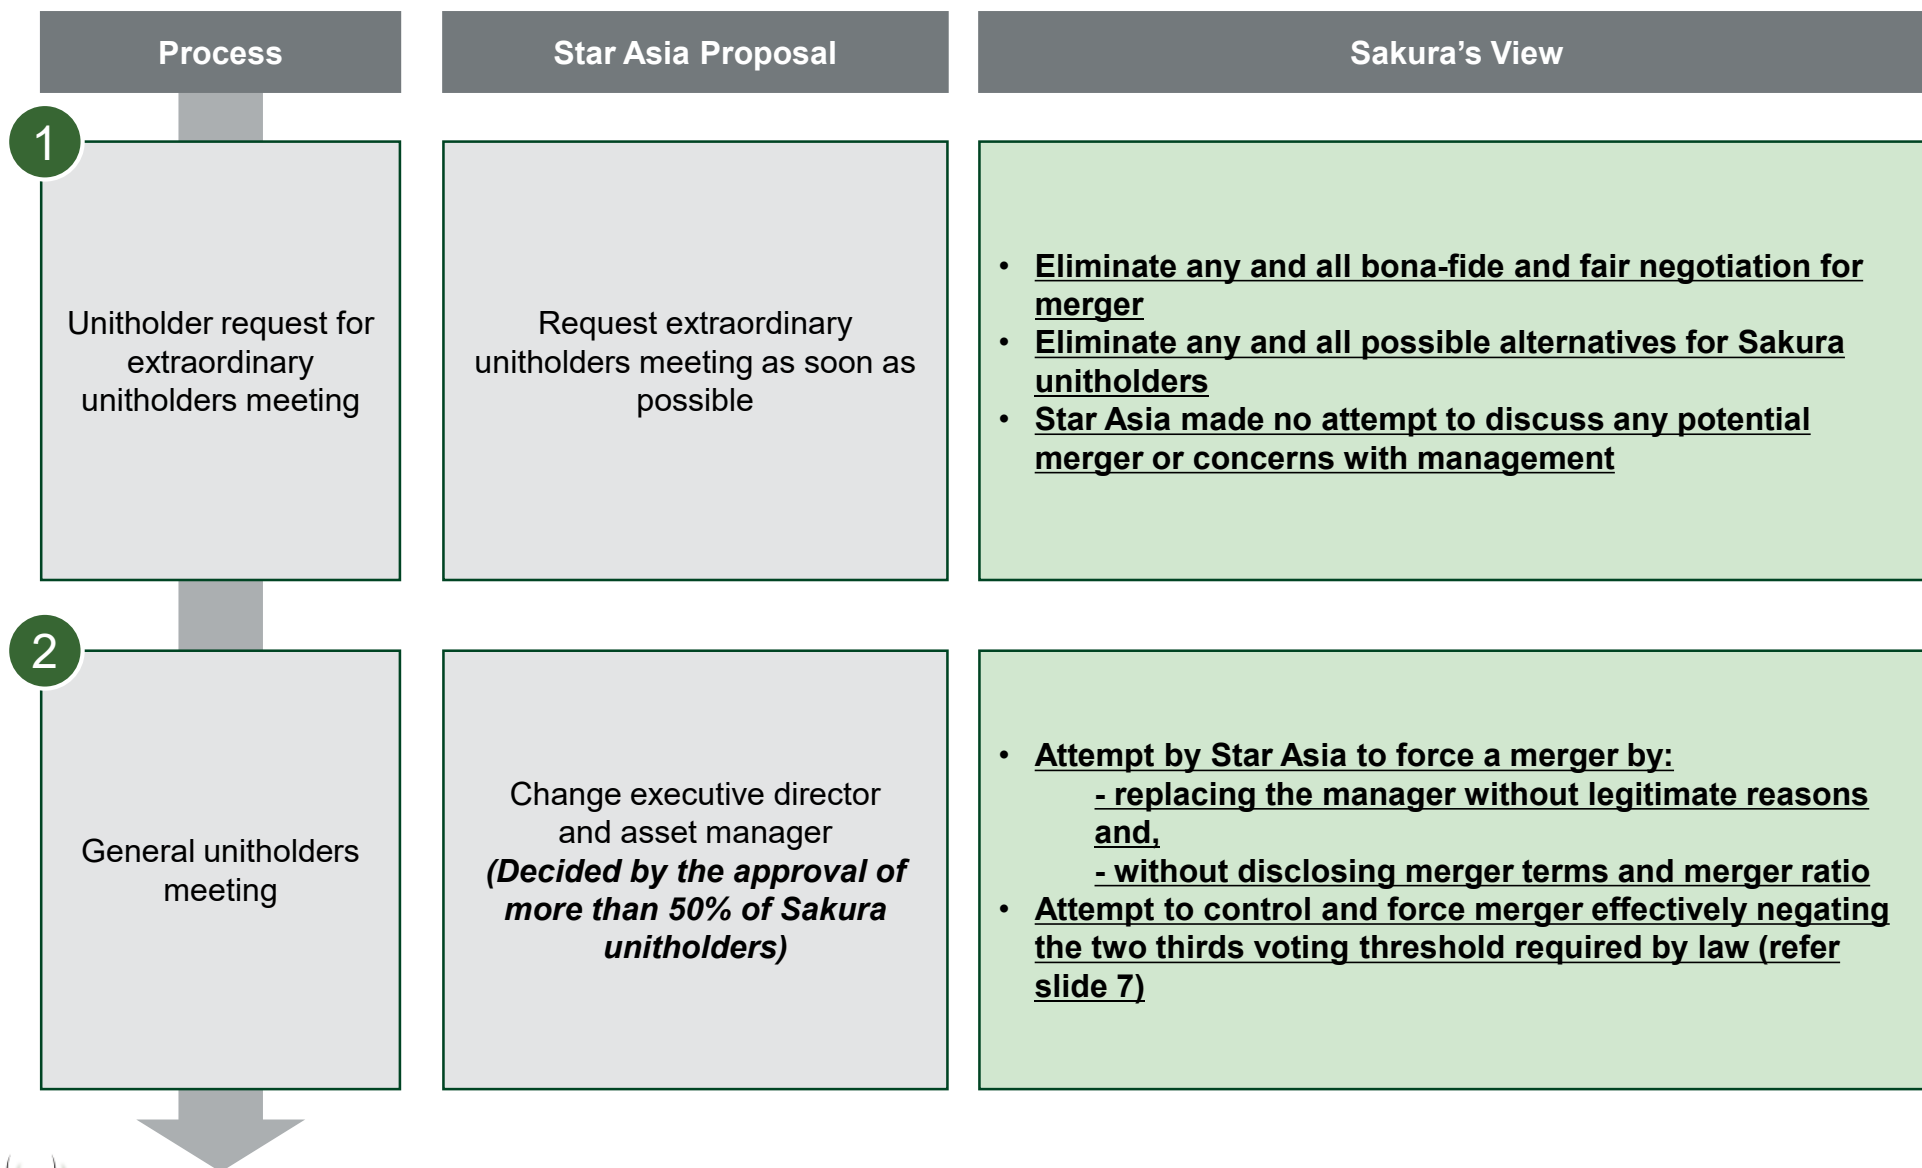 Process
Star Asia Proposal
Sakura's View
1
Unitholder request for
extraordinary
unitholders meeting
Request extraordinary
unitholders meeting as soon as
possible
• Eliminate any and all bona-fide and fair negotiation for
merger
• Eliminate any and all possible alternatives for Sakura
unitholders
• Star Asia made no attempt to discuss any potential
merger or concerns with management
2
General unitholders
meeting
Change executive director
and asset manager
(Decided by the approval of
more than 50% of Sakura
unitholders)
• Attempt by Star Asia to force a merger by:
- replacing the manager without legitimate reasons
and,
- without disclosing merger terms and merger ratio
• Attempt to control and force merger effectively negating
the two thirds voting threshold required by law (refer
slide 7)